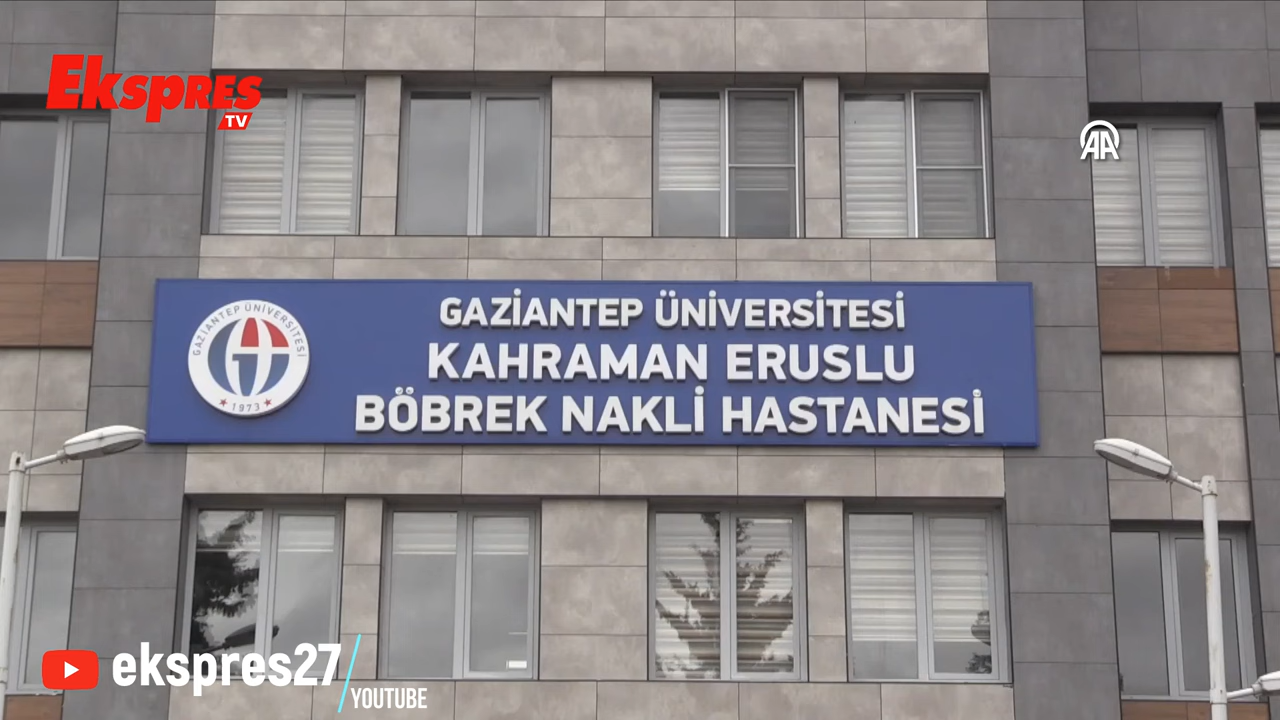 Ekspres
TV
AA
GAZİANTEP ÜNİVERSİTESİ
1973
GAZİANTEP ÜNİVERSİTESİ
KAHRAMAN ERUSLU
BÖBREK NAKLİ HASTANESİ
ekspres27
YOUTUBE